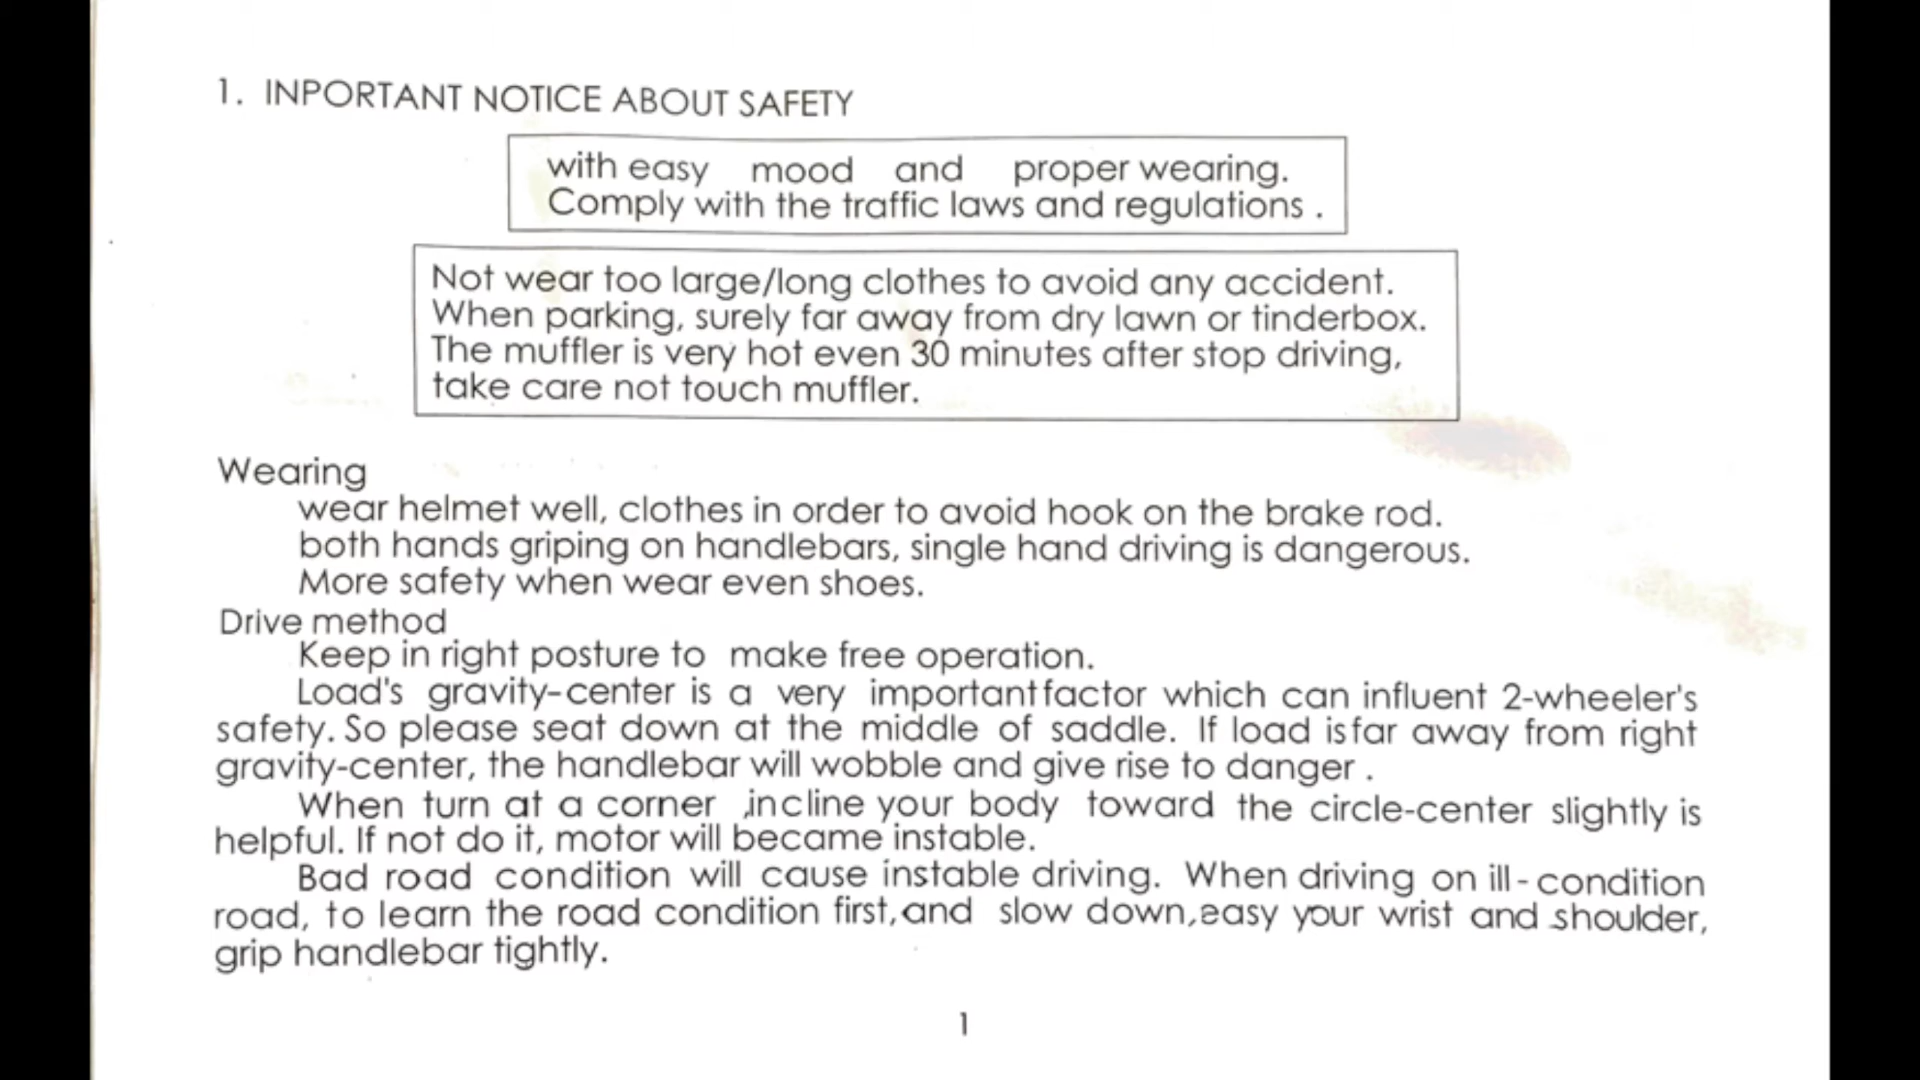 1. INPORTANT NOTICE ABOUT SAFETY
with easy mood and proper wearing.
Comply with the traffic laws and regulations .
Not wear too large/long clothes to avoid any accident.
When parking, surely far away from dry lawn or tinderbox.
The muffler is very hot even 30 minutes after stop driving,
take care not touch muffler.
Wearing
wear helmet well, clothes in order to avoid hook on the brake rod.
both hands griping on handlebars, single hand driving is dangerous.
More safety when wear even shoes.
Drive method
Keep in right posture to make free operation.
Load's gravity-center is a very important factor which can influent 2-wheeler's
safety. So please seat down at the middle of saddle. If load is far away from right
gravity-center, the handlebar will wobble and give rise to danger .
When turn at a corner ,incline your body toward the circle-center slightly is
helpful. If not do it, motor will became instable.
Bad road condition will cause instable driving. When driving on ill-condition
road, to learn the road condition first,and slow down,easy your wrist and shoulder,
grip handlebar tightly.
1